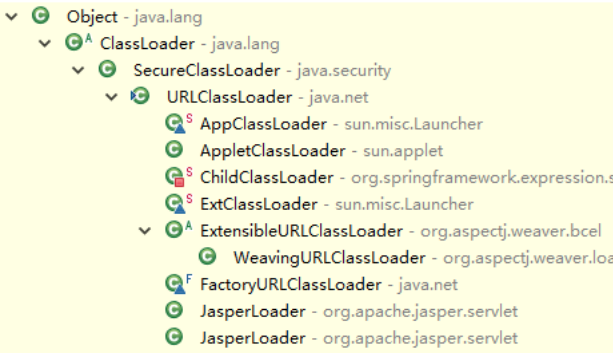 Object - java.lang
ClassLoader - java.lang
SecureClassLoader - java.security
URLClassLoader - java.net
AppClassLoader - sun.misc.Launcher
AppletClassLoader - sun.applet
ChildClassLoader - org.springframework.expression.s
ExtClassLoader - sun.misc.Launcher
ExtensibleURLClassLoader - org.aspectj.weaver.bcel
WeavingURLClassLoader - org.aspectj.weaver.loa
FactoryURLClassLoader - java.net
JasperLoader - org.apache.jasper.servlet
JasperLoader - org.apache.jasper.servlet